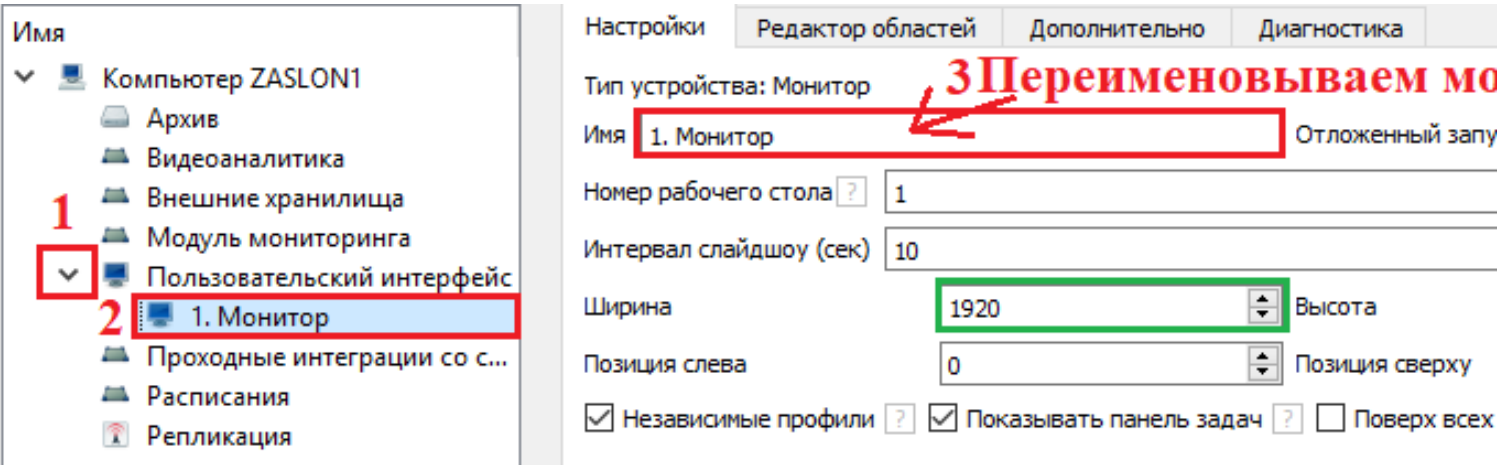 Имя
Компьютер ZASLON1
Архив
Видеоаналитика
Внешние хранилища
1
Модуль мониторинга
Пользовательский интерфейс
2 1. Монитор
Проходные интеграции со с...
Расписания
Репликация
Настройки Редактор областей Дополнительно Диагностика
Тип устройства: Монитор 3 Переименовываем мо
Имя 1. Монитор Отложенный запу
Номер рабочего стола ? 1
Интервал слайдшоу (сек) 10
Ширина 1920 Высота
Позиция слева 0 Позиция сверху
Независимые профили ? Показывать панель задач ? Поверх всех